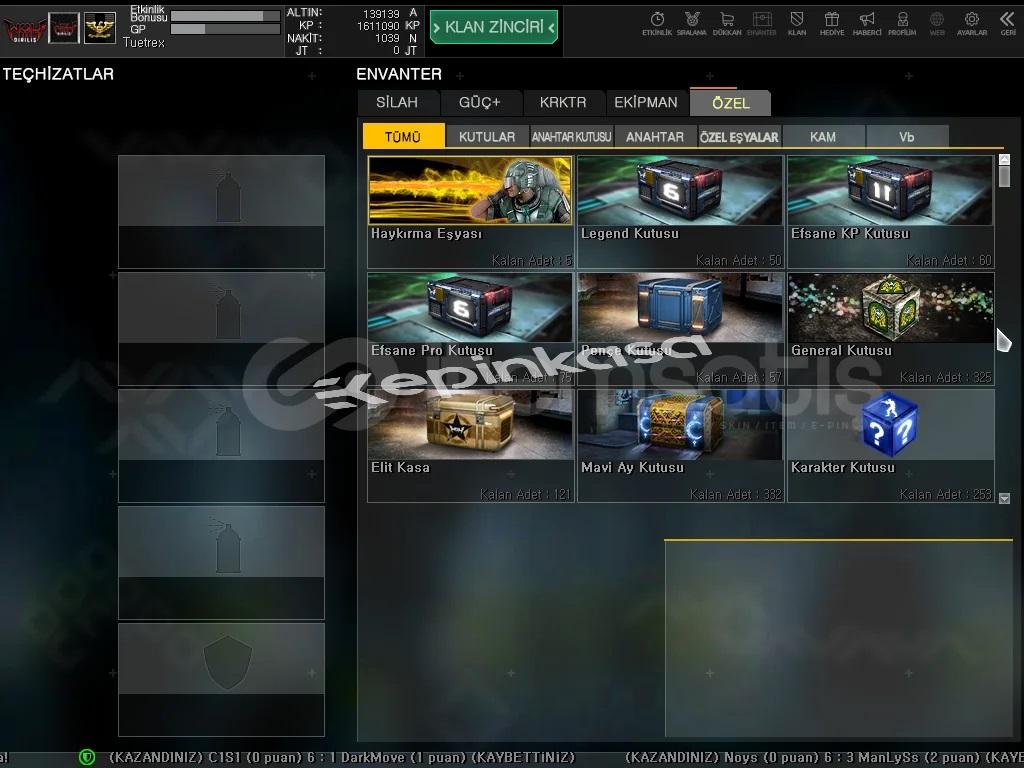 Etkinlik
Bonusu
GP
Tuetrex
ALTIN: 139139 A
KP : 1611090 KP
NAKİT: 1039 N
JT : 0 JT
KLAN ZİNCİRİ
ETKİNLİK SIRALAMA DÜKKAN ENVANTER KLAN HEDİYE HABERCİ PROFİLİM WEB AYARLAR GERİ
TEÇHİZATLAR
ENVANTER
SİLAH GÜÇ+ KRKTR EKİPMAN ÖZEL
TÜMÜ KUTULAR ANAHTAR KUTUSU ANAHTAR ÖZEL EŞYALAR KAM Vb
Haykırma Eşyası Legend Kutusu Efsane KP Kutusu
Kalan Adet : 5 Kalan Adet : 50 Kalan Adet : 60
Efsane Pro Kutusu Pençe Kutusu General Kutusu
Kalan Adet : 75 Kalan Adet : 57 Kalan Adet : 325
epinkasa
SKIN / ITEM / E-PIN
Elit Kasa Mavi Ay Kutusu Karakter Kutusu
Kalan Adet : 121 Kalan Adet : 332 Kalan Adet : 253
a! (KAZANDINIZ) C1S1 (0 puan) 6 : 1 DarkMove (1 puan) (KAYBETTİNİZ) (KAZANDINIZ) Noys (0 puan) 6 : 3 ManLySs (2 puan) (KAYB